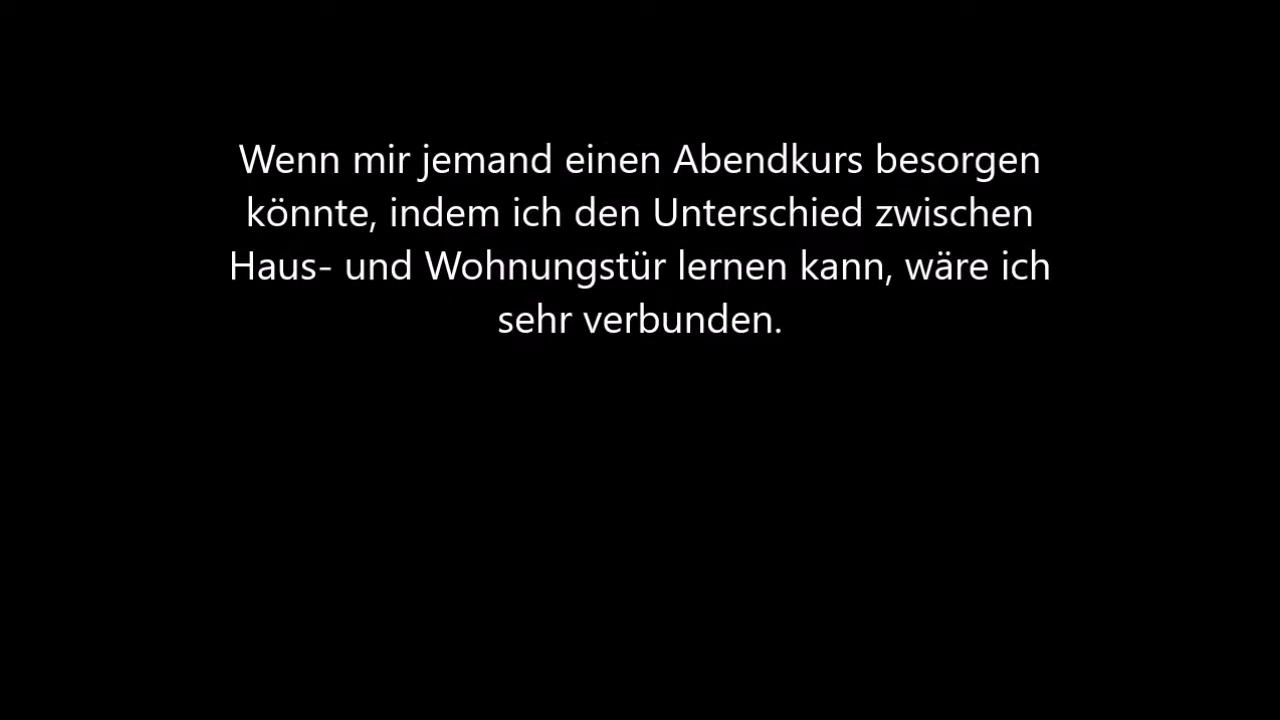 Wenn mir jemand einen Abendkurs besorgen
könnte, indem ich den Unterschied zwischen
Haus- und Wohnungstür lernen kann, wäre ich
sehr verbunden.